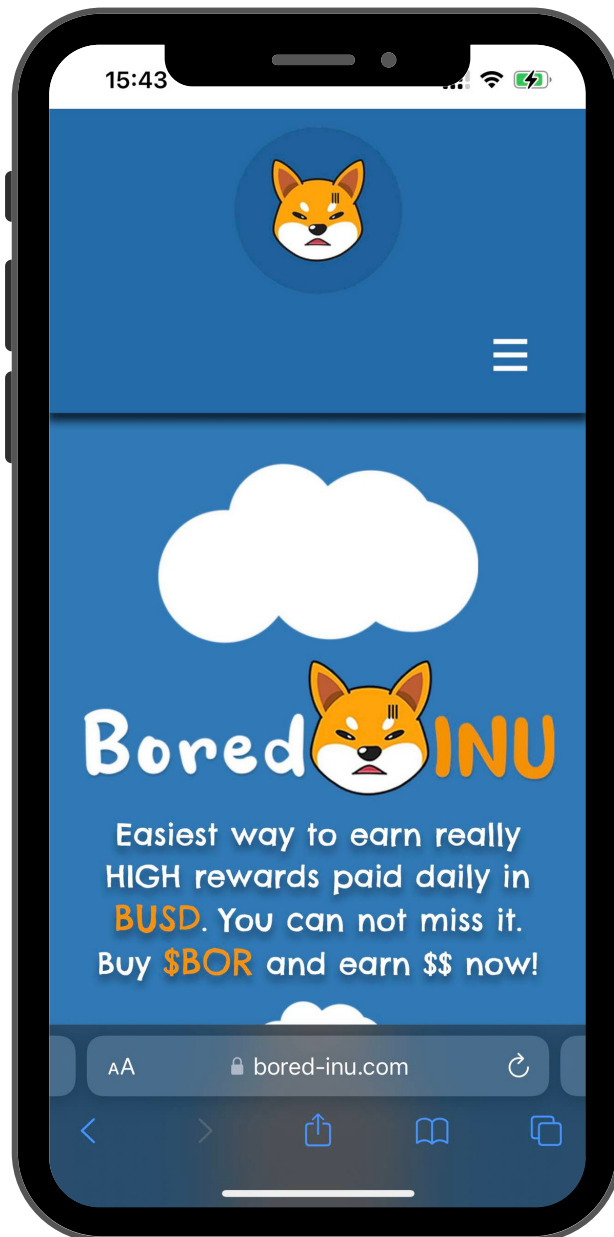 15:43
Bored INU
Easiest way to earn really
HIGH rewards paid daily in
BUSD. You can not miss it.
Buy $BOR and earn $$ now!
AA bored-inu.com